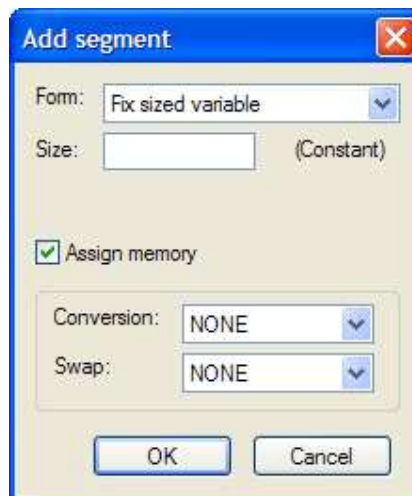 Add segment
Form: Fix sized variable
Size: (Constant)
Assign memory
Conversion: NONE
Swap: NONE
OK Cancel